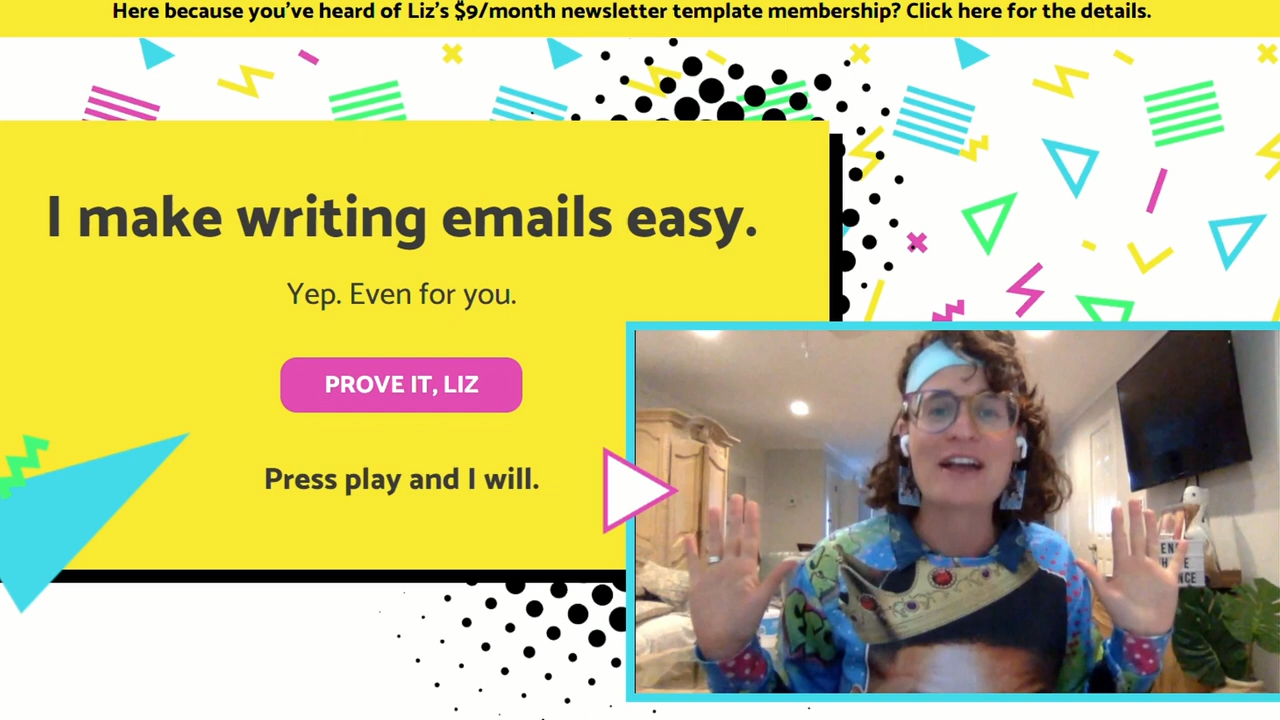 Here because you've heard of Liz's $9/month newsletter template membership? Click here for the details.
I make writing emails easy.
Yep. Even for you.
PROVE IT, LIZ
Press play and I will.